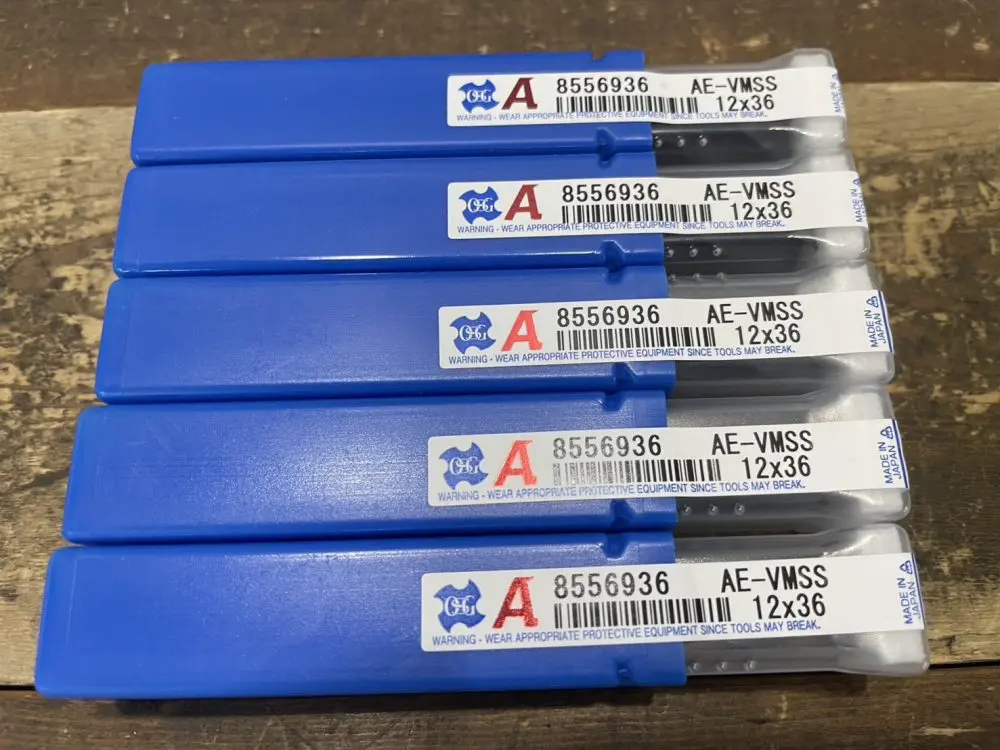 OSG A 8556936 AE-VMSS
12x36
WARNING - WEAR APPROPRIATE PROTECTIVE EQUIPMENT SINCE TOOLS MAY BREAK.
MADE IN
OSG A 8556936 AE-VMSS
12x36
WARNING - WEAR APPROPRIATE PROTECTIVE EQUIPMENT SINCE TOOLS MAY BREAK.
MADE IN
OSG A 8556936 AE-VMSS
12x36
WARNING - WEAR APPROPRIATE PROTECTIVE EQUIPMENT SINCE TOOLS MAY BREAK.
MADE IN
JAPAN
OSG A 8556936 AE-VMSS
12x36
WARNING - WEAR APPROPRIATE PROTECTIVE EQUIPMENT SINCE TOOLS MAY BREAK.
MADE IN
JAPAN
OSG A 8556936 AE-VMSS
12x36
WARNING - WEAR APPROPRIATE PROTECTIVE EQUIPMENT SINCE TOOLS MAY BREAK.
MADE IN
JAPAN